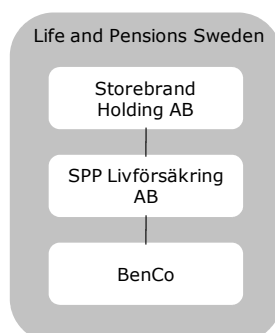 Life and Pensions Sweden
Storebrand
Holding AB
SPP Livförsäkring
AB
BenCo